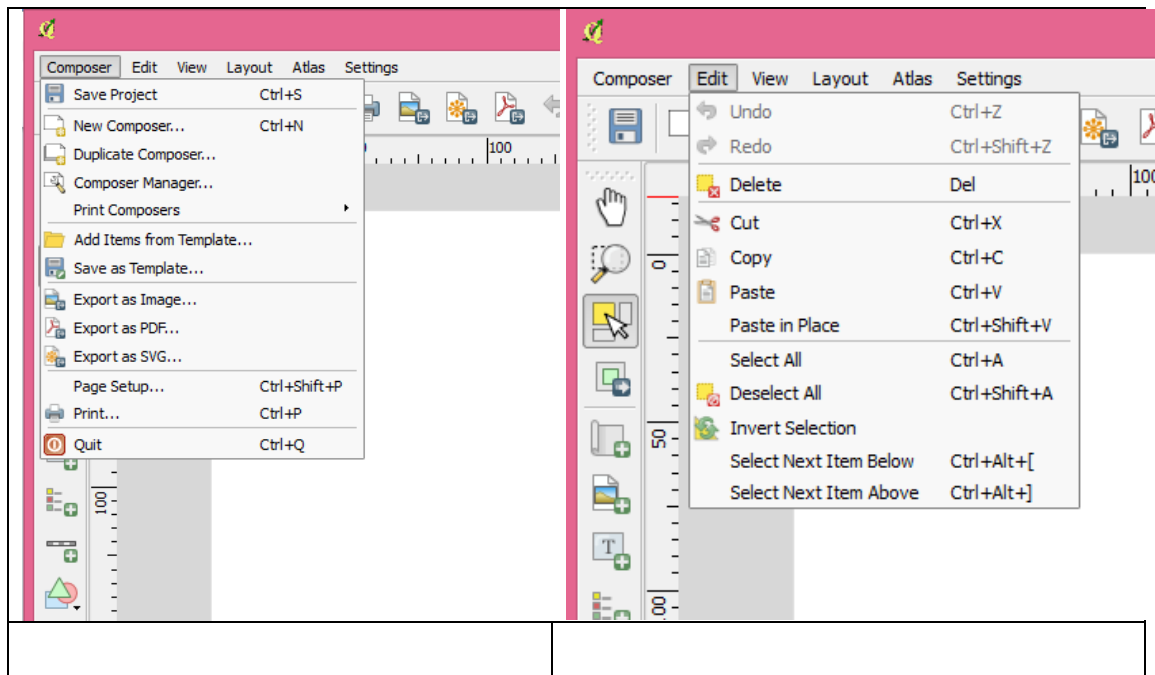 Composer Edit View Layout Atlas Settings
Save Project Ctrl+S
New Composer... Ctrl+N
Duplicate Composer...
Composer Manager...
Print Composers
Add Items from Template...
Save as Template...
Export as Image...
Export as PDF...
Export as SVG...
Page Setup... Ctrl+Shift+P
Print... Ctrl+P
Quit Ctrl+Q
100
100
Composer Edit View Layout Atlas Settings
Undo Ctrl+Z
Redo Ctrl+Shift+Z
Delete Del
Cut Ctrl+X
Copy Ctrl+C
Paste Ctrl+V
Paste in Place Ctrl+Shift+V
Select All Ctrl+A
Deselect All Ctrl+Shift+A
Invert Selection
Select Next Item Below Ctrl+Alt+[
Select Next Item Above Ctrl+Alt+]
100
0
50
T